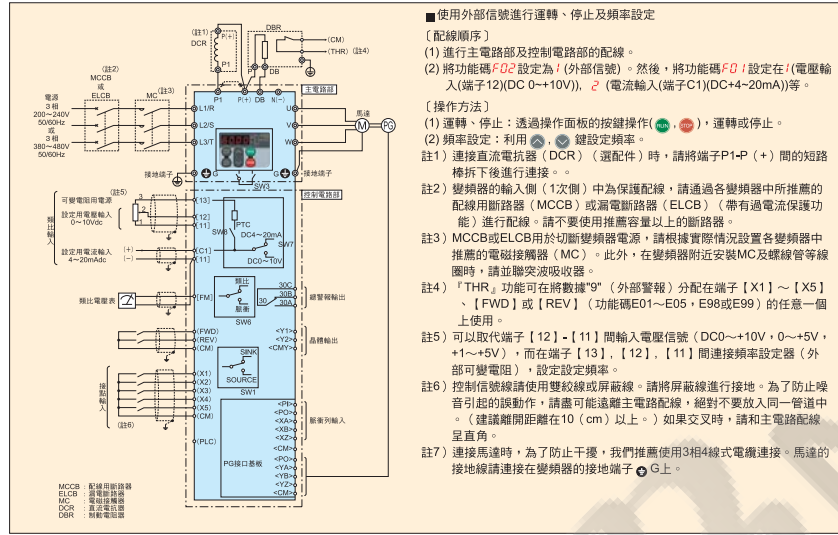 (註1)
DCR
P(+)
P1
DBR
P
DB
(CM)
(THR) (註4)
(註2)
MCCB
或
ELCB
MC
(註3)
電源
3 相
200～240V
50/60Hz
或
3 相
380～480V
50/60Hz
P1 P(+) DB N(−)
主電路部
L1/R
L2/S
L3/T
U
V
W
馬達
M
PG
接地端子
G
G
接地端子
SW3
控制電路部
(註5)
可變電阻用電源
3
2
1
設定用電壓輸入
0～10Vdc
類比輸入
設定用電流輸入
4～20mAdc
(+)
(−)
[13]
[12]
[11]
[C1]
[11]
PTC
SW8
DC4～20mA
SW7
DC0～10V
類比電壓表
[FM]
類比
脈衝
SW6
30
30C
30B
30A
總警報輸出
(FWD)
(REV)
(CM)
<Y1>
<Y2>
<CMY>
晶體輸出
SINK
SOURCE
SW1
接點輸入
(X1)
(X2)
(X3)
(X4)
(X5)
(CM)
(註6)
(PLC)
<PI>
<PO>
<XA>
<XB>
<XZ>
<CM>
脈衝列輸入
PG接口基板
<PO>
<YA>
<YB>
<YZ>
<CM>
MCCB：配線用斷路器
ELCB：漏電斷路器
MC：電磁接觸器
DCR：直流電抗器
DBR：制動電阻器
■使用外部信號進行運轉、停止及頻率設定
〔配線順序〕
(1) 進行主電路部及控制電路部的配線。
(2) 將功能碼F02設定為1(外部信號) 。然後，將功能碼F01設定在1(電壓輸
入(端子12)(DC 0~+10V)), 2 (電流輸入(端子C1)(DC+4~20mA))等。
〔操作方法〕
(1) 運轉、停止：透過操作面板的按鍵操作(RUN, STOP)，運轉或停止。
(2) 頻率設定：利用 , 鍵設定頻率。
註1）連接直流電抗器（DCR）（選配件）時，請將端子P1-P（+）間的短路
棒拆下後進行連接。。
註2）變頻器的輸入側（1次側）中為保護配線，請通過各變頻器中所推薦的
配線用斷路器（MCCB）或漏電斷路器（ELCB）（帶有過電流保護功
能）進行配線。請不要使用推薦容量以上的斷路器。
註3）MCCB或ELCB用於切斷變頻器電源，請根據實際情況設置各變頻器中
推薦的電磁接觸器（MC）。此外，在變頻器附近安裝MC及螺線管等線
圈時，請並聯突波吸收器。
註4）『THR』功能可在將數據"9"（外部警報）分配在端子【X1】～【X5】
、【FWD】或【REV】（功能碼E01～E05，E98或E99）的任意一個
上使用。
註5）可以取代端子【12】-【11】間輸入電壓信號（DC0～+10V，0～+5V，
+1～+5V），而在端子【13】,【12】,【11】間連接頻率設定器（外
部可變電阻），設定設定頻率。
註6）控制信號線請使用雙絞線或屏蔽線。請將屏蔽線進行接地。為了防止噪
音引起的誤動作，請盡可能遠離主電路配線，絕對不要放入同一管道中
。（建議離開距離在10（cm）以上。）如果交叉時，請和主電路配線
呈直角。
註7）連接馬達時，為了防止干擾，我們推薦使用3相4線式電纜連接。馬達的
接地線請連接在變頻器的接地端子 G上。